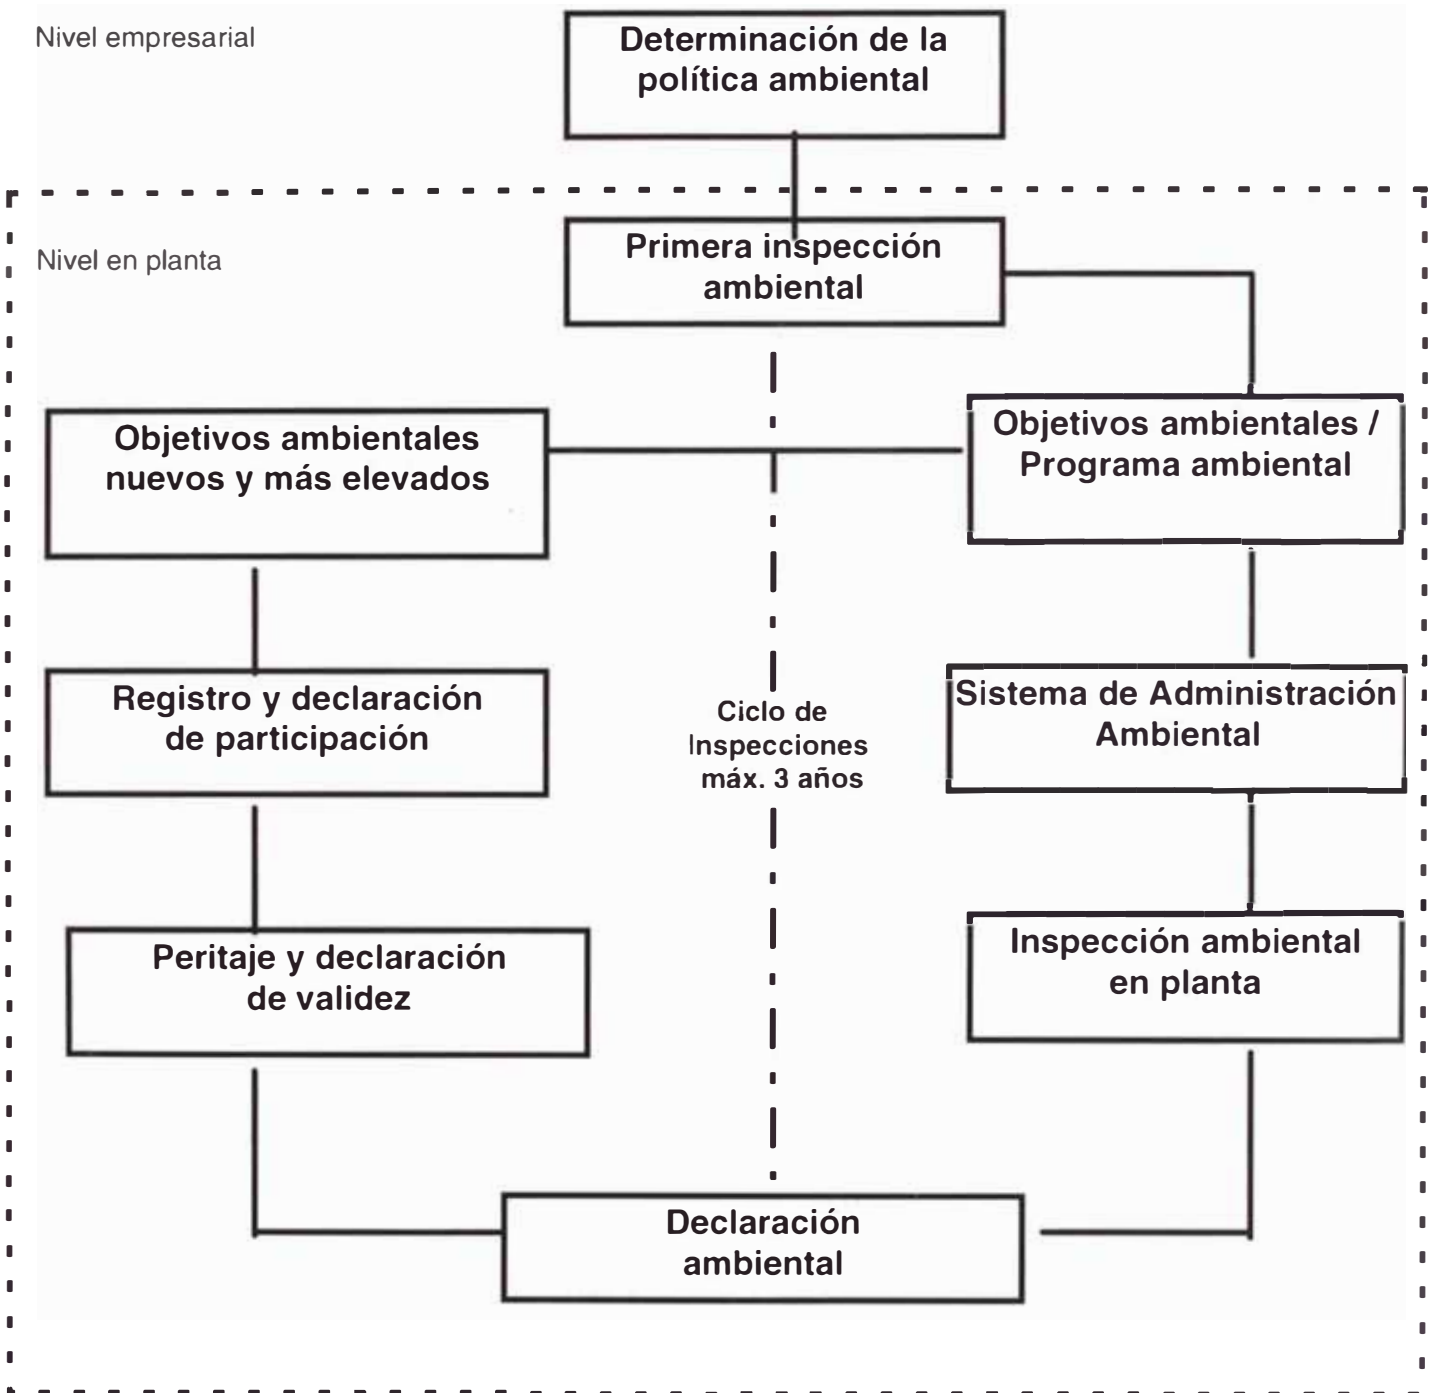 Nivel empresarial
Determinación de la
política ambiental
Nivel en planta
Primera inspección
ambiental
Objetivos ambientales
nuevos y más elevados
Objetivos ambientales /
Programa ambiental
Registro y declaración
de participación
Ciclo de
Inspecciones
máx. 3 años
Sistema de Administración
Ambiental
Peritaje y declaración
de validez
Inspección ambiental
en planta
Declaración
ambiental